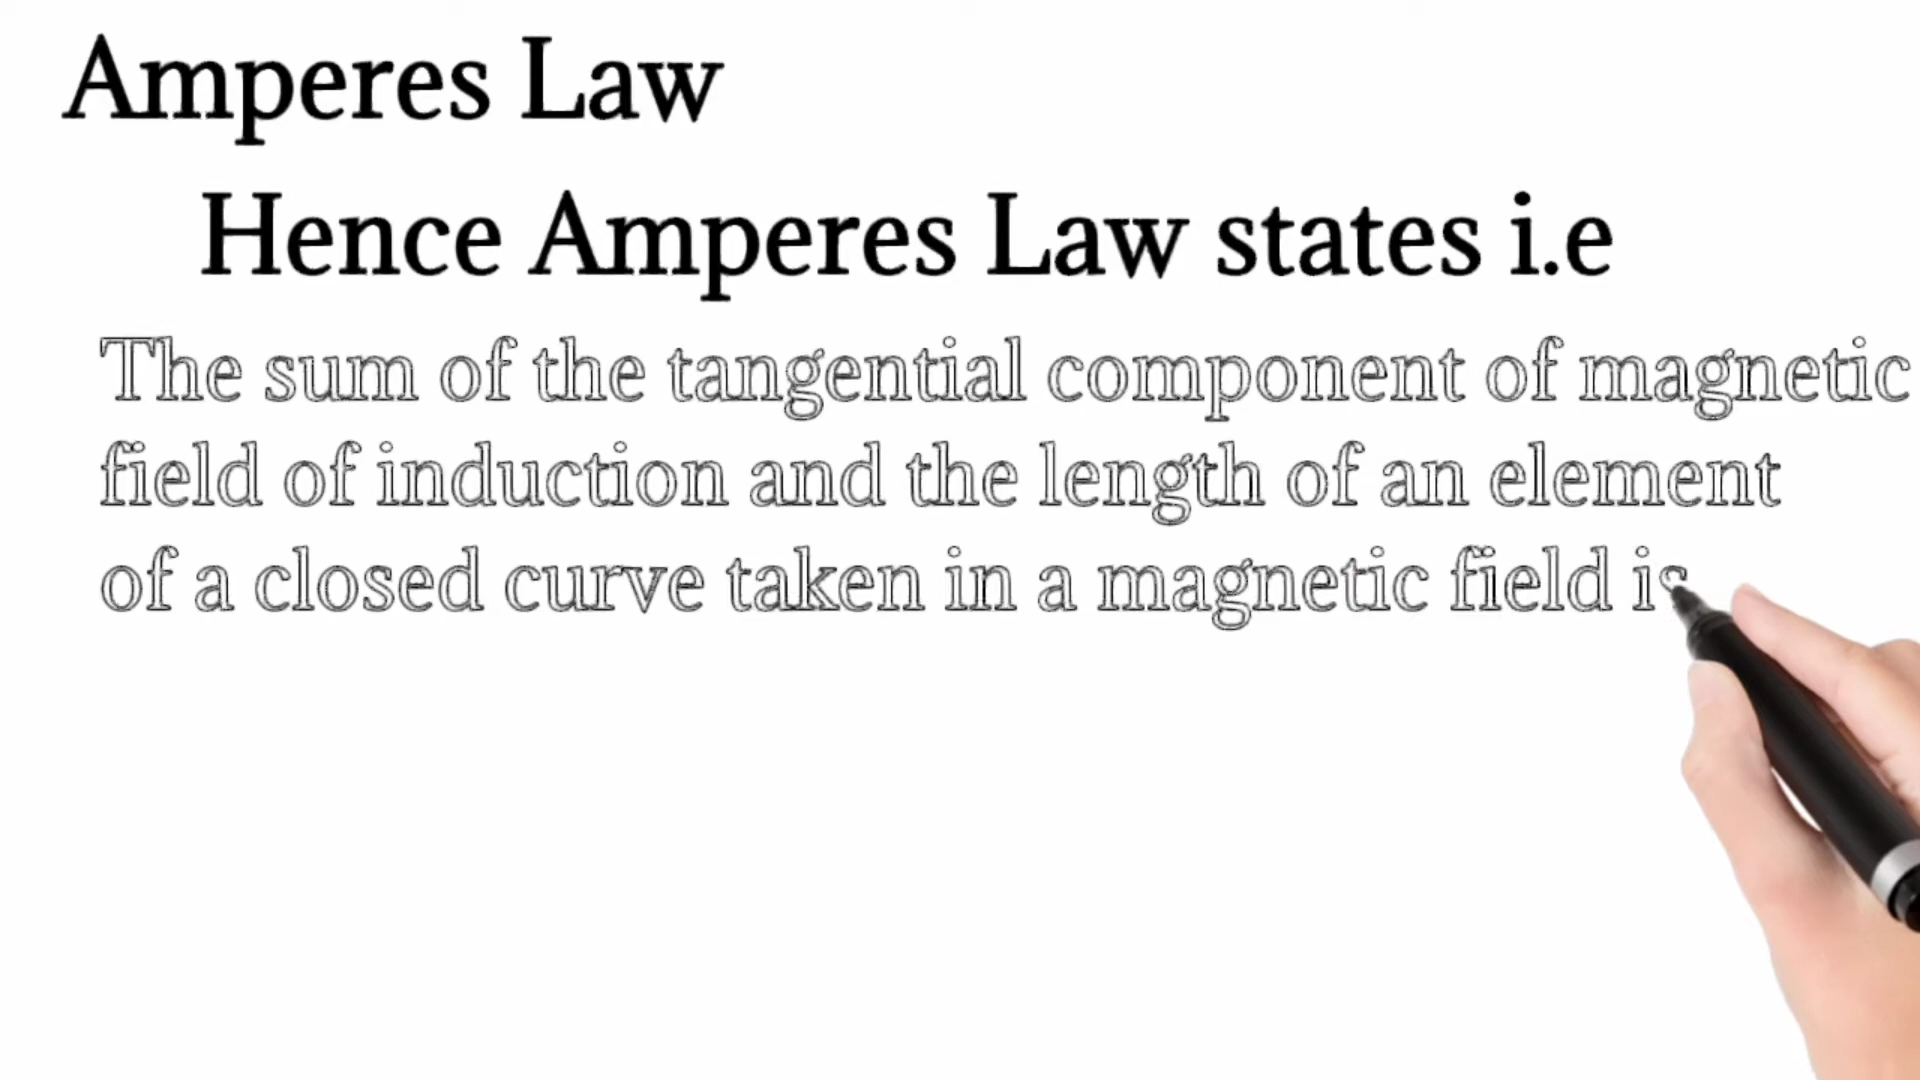 Amperes Law
Hence Amperes Law states i.e
The sum of the tangential component of magnetic
field of induction and the length of an element
of a closed curve taken in a magnetic field is